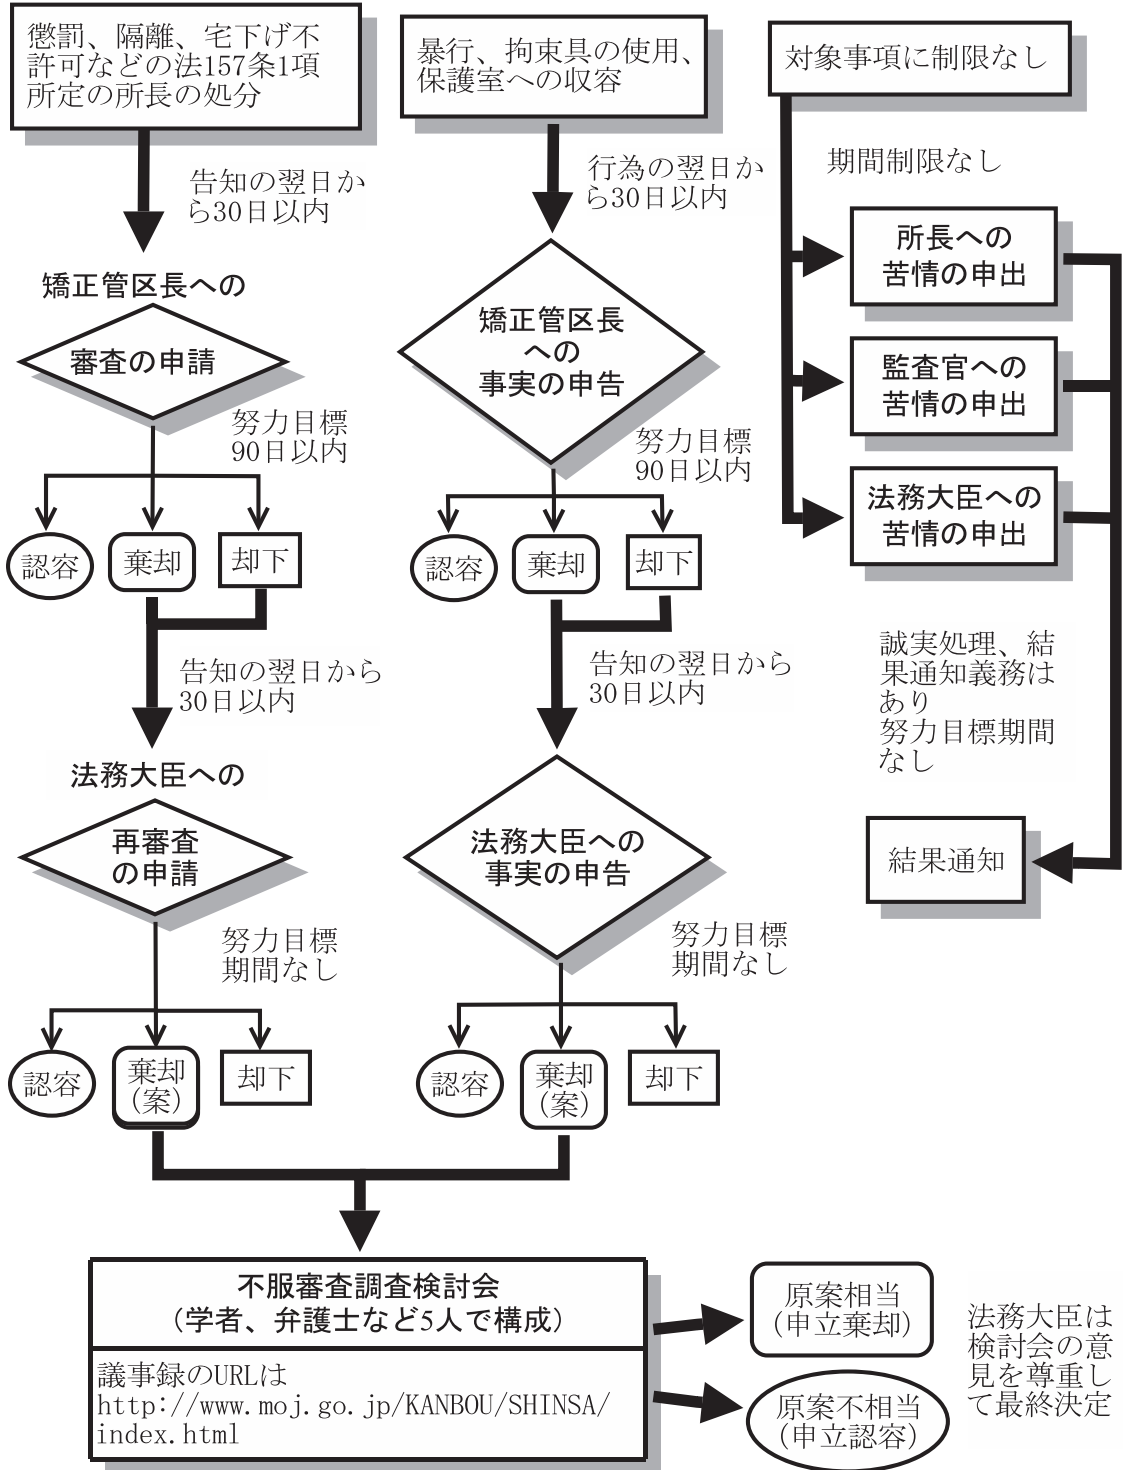 懲罰、隔離、宅下げ不
許可などの法157条1項
所定の所長の処分
告知の翌日か
ら30日以内
矯正管区長への
審査の申請
努力目標
90日以内
認容
棄却
却下
告知の翌日から
30日以内
法務大臣への
再審査
の申請
努力目標
期間なし
認容
棄却
(案)
却下
暴行、拘束具の使用、
保護室への収容
行為の翌日か
ら30日以内
矯正管区長
への
事実の申告
努力目標
90日以内
認容
棄却
却下
告知の翌日から
30日以内
法務大臣への
事実の申告
努力目標
期間なし
認容
棄却
(案)
却下
対象事項に制限なし
期間制限なし
所長への
苦情の申出
監査官への
苦情の申出
法務大臣への
苦情の申出
誠実処理、結
果通知義務は
あり
努力目標期間
なし
結果通知
不服審査調査検討会
(学者、弁護士など5人で構成)
議事録のURLは
http://www.moj.go.jp/KANBOU/SHINSA/
index.html
原案相当
(申立棄却)
原案不相当
(申立認容)
法務大臣は
検討会の意
見を尊重し
て最終決定